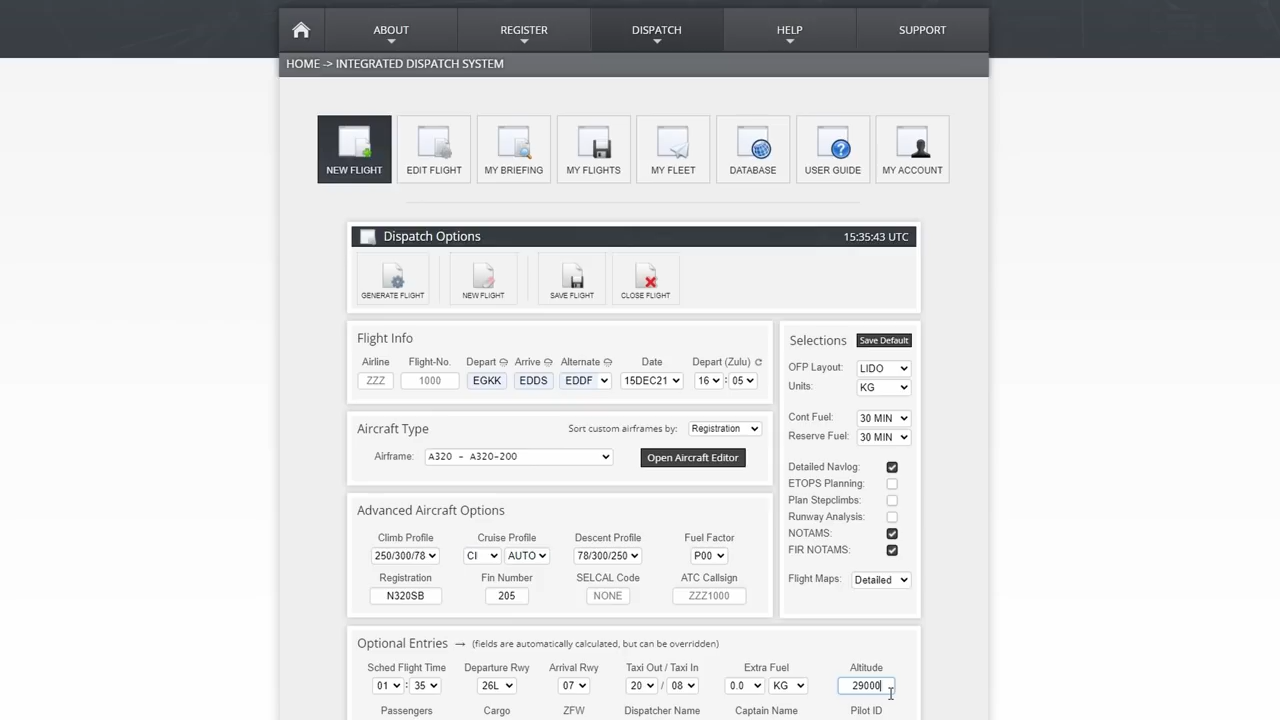 ABOUT REGISTER DISPATCH HELP SUPPORT
HOME -> INTEGRATED DISPATCH SYSTEM
NEW FLIGHT EDIT FLIGHT MY BRIEFING MY FLIGHTS MY FLEET DATABASE USER GUIDE MY ACCOUNT
Dispatch Options 15:35:43 UTC
GENERATE FLIGHT NEW FLIGHT SAVE FLIGHT CLOSE FLIGHT
Flight Info
Airline Flight-No. Depart Arrive Alternate Date Depart (Zulu)
ZZZ 1000 EGKK EDDS EDDF 15DEC21 16 : 05
Aircraft Type Sort custom airframes by: Registration
Airframe: A320 - A320-200 Open Aircraft Editor
Advanced Aircraft Options
Climb Profile Cruise Profile Descent Profile Fuel Factor
250/300/78 CI AUTO 78/300/250 P00
Registration Fin Number SELCAL Code ATC Callsign
N320SB 205 NONE ZZZ1000
Selections Save Default
OFP Layout: LIDO
Units: KG
Cont Fuel: 30 MIN
Reserve Fuel: 30 MIN
Detailed Navlog:
ETOPS Planning:
Plan Stepclimbs:
Runway Analysis:
NOTAMS:
FIR NOTAMS:
Flight Maps: Detailed
Optional Entries → (fields are automatically calculated, but can be overridden)
Sched Flight Time Departure Rwy Arrival Rwy Taxi Out / Taxi In Extra Fuel Altitude
01 : 35 26L 07 20 / 08 0.0 KG 29000
Passengers Cargo ZFW Dispatcher Name Captain Name Pilot ID